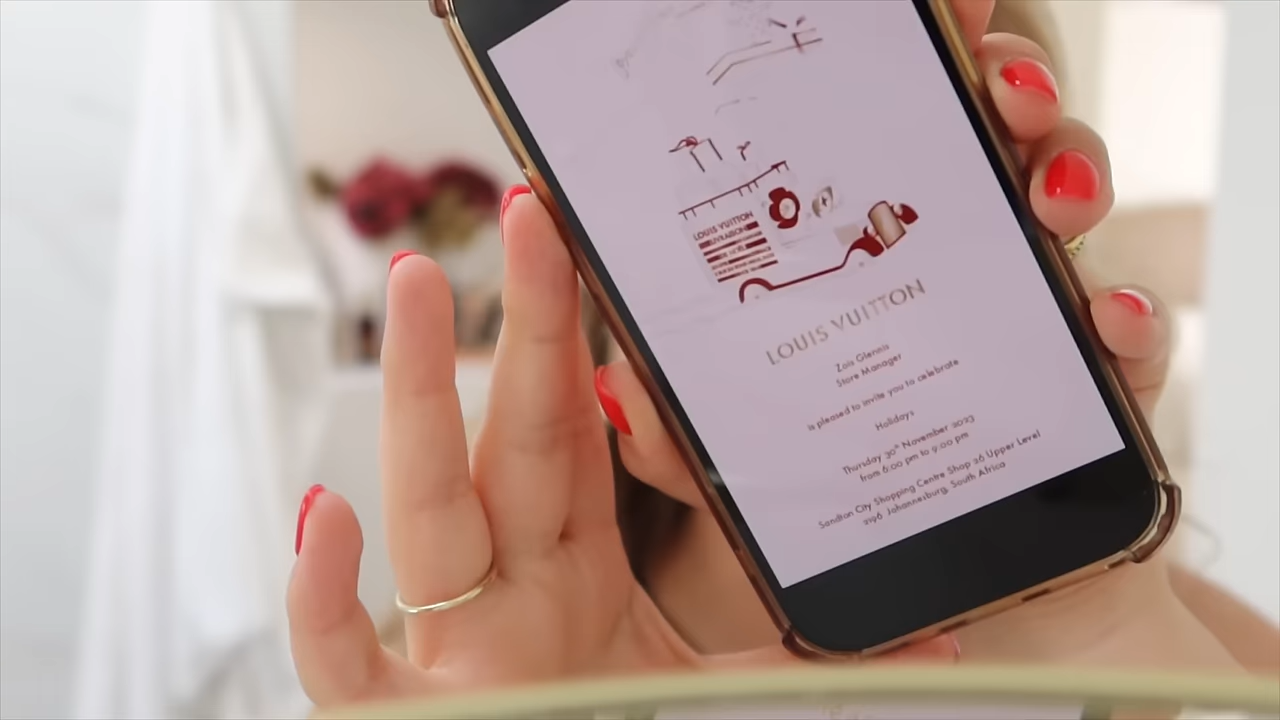 LOUIS VUITTON
LIVRAISON
LOUIS VUITTON
Zois Glennis
Store Manager
is pleased to invite you to celebrate
Holidays
Thursday 30th November 2023
from 6:00 pm to 9:00 pm
Sandton City Shopping Centre Shop 26 Upper Level
2196 Johannesburg, South Africa